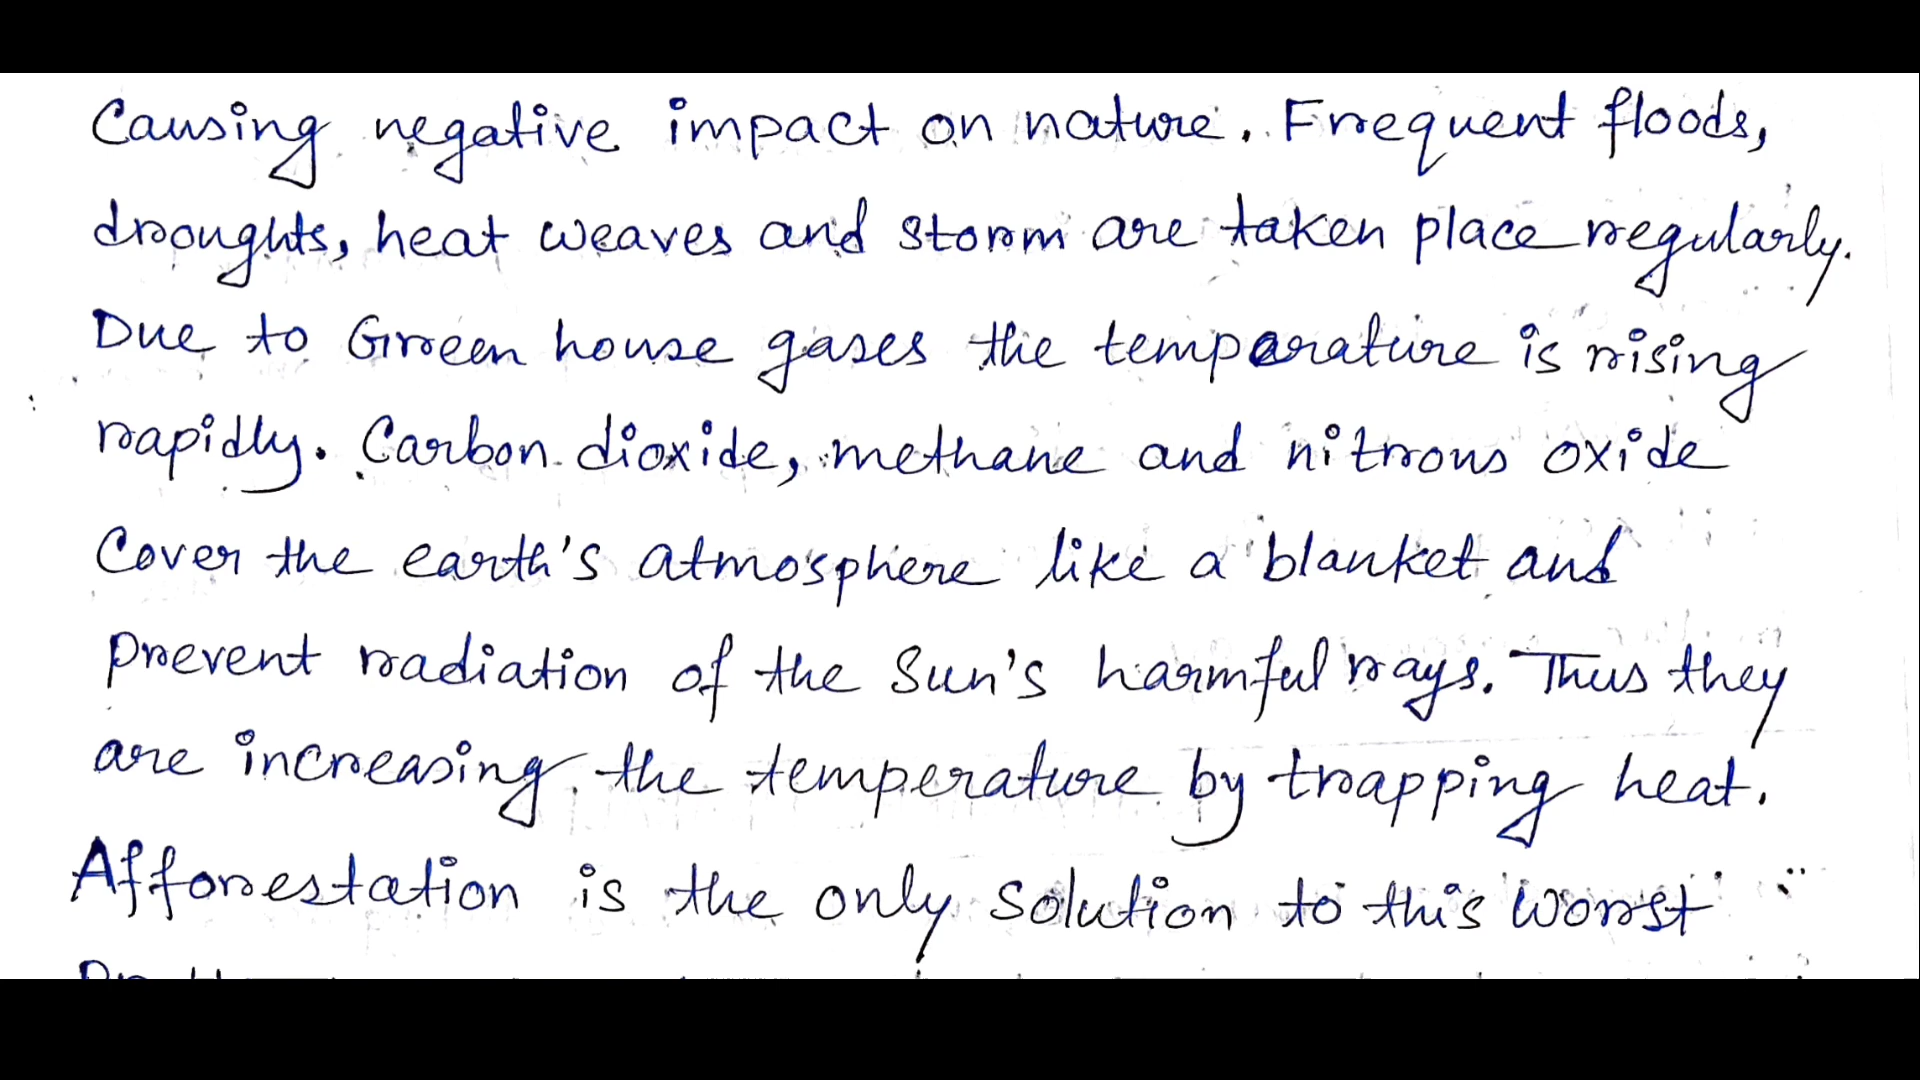 Causing negative impact on nature. Frequent floods,
droughts, heat weaves and storm are taken place regularly.
Due to Green house gases the temperature is rising
rapidly. Carbon dioxide, methane and nitrous oxide
Cover the earth's atmosphere like a blanket and
prevent radiation of the Sun's harmful rays. Thus they
are increasing the temperature by trapping heat.
Afforestation is the only solution to this worst